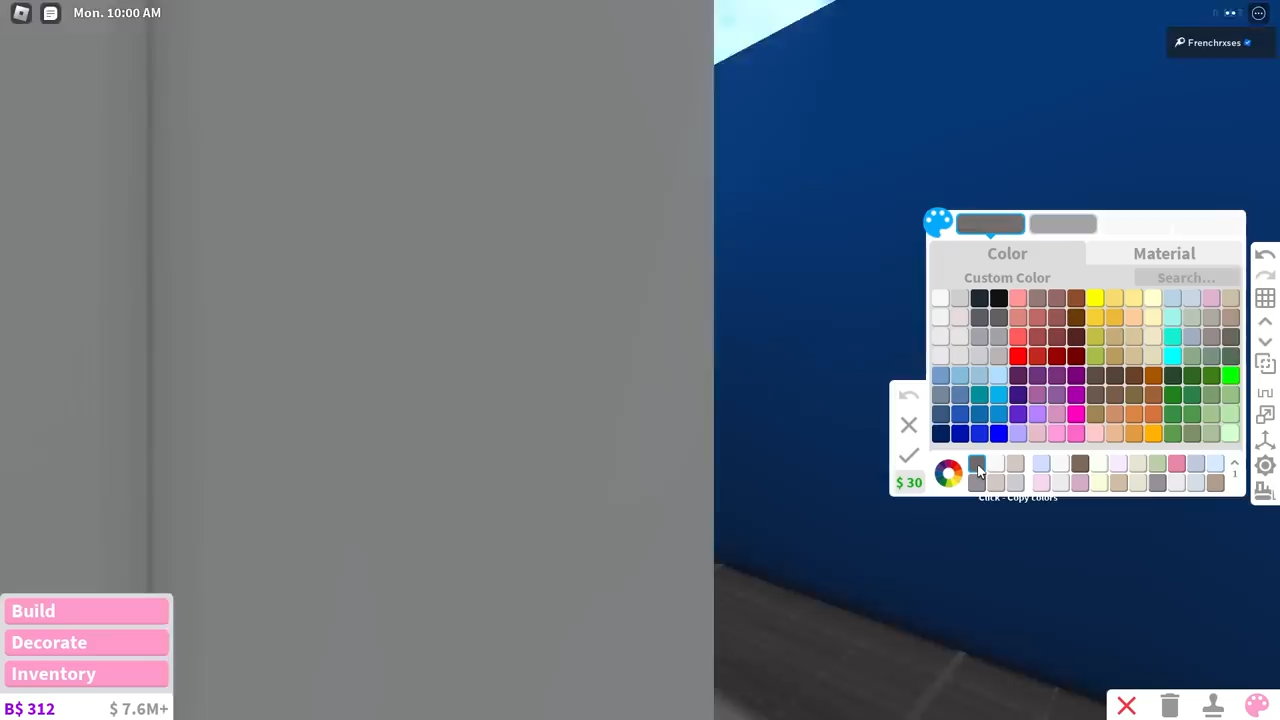 Mon. 10:00 AM
Frenchrxses
Color
Material
Custom Color
Search...
$ 30
1
Click - Copy colors
Build
Decorate
Inventory
B$ 312
$ 7.6M+